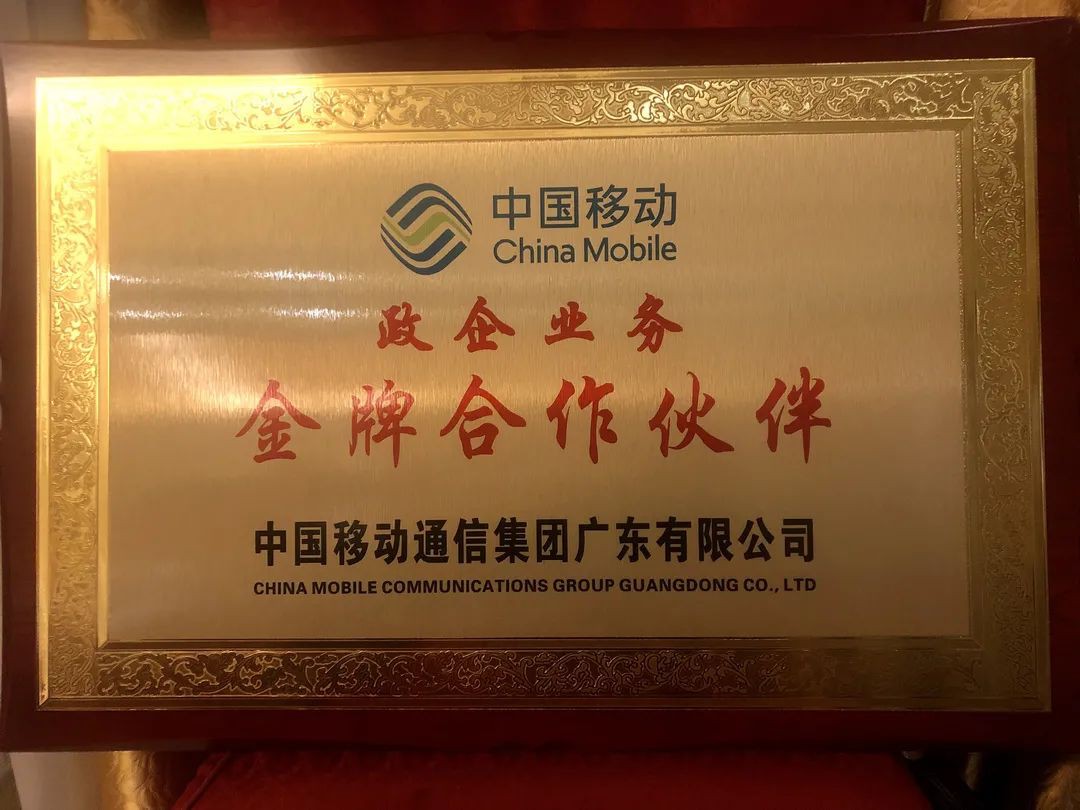 中国移动
China Mobile
政企业务
金牌合作伙伴
中国移动通信集团广东有限公司
CHINA MOBILE COMMUNICATIONS GROUP GUANGDONG CO., LTD